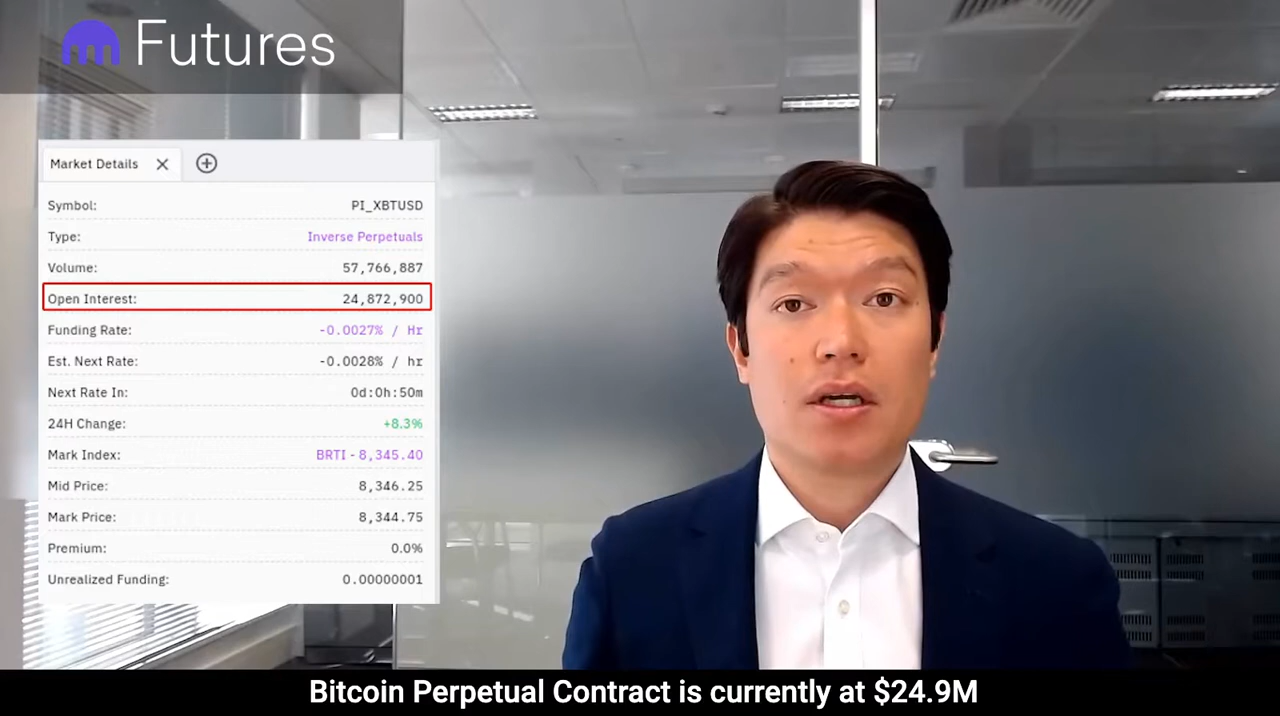 Futures
Market Details
Symbol: PI_XBTUSD
Type: Inverse Perpetuals
Volume: 57,766,887
Open Interest: 24,872,900
Funding Rate: -0.0027% / Hr
Est. Next Rate: -0.0028% / hr
Next Rate In: 0d:0h:50m
24H Change: +8.3%
Mark Index: BRTI - 8,345.40
Mid Price: 8,346.25
Mark Price: 8,344.75
Premium: 0.0%
Unrealized Funding: 0.00000001
Bitcoin Perpetual Contract is currently at $24.9M